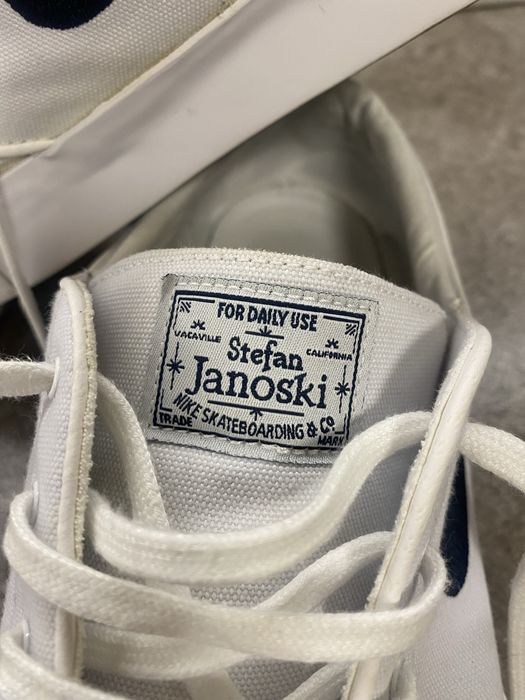 FOR DAILY USE
VACAVILLE CALIFORNIA
Stefan
Janoski
NIKE SKATEBOARDING & Co
TRADE MARK